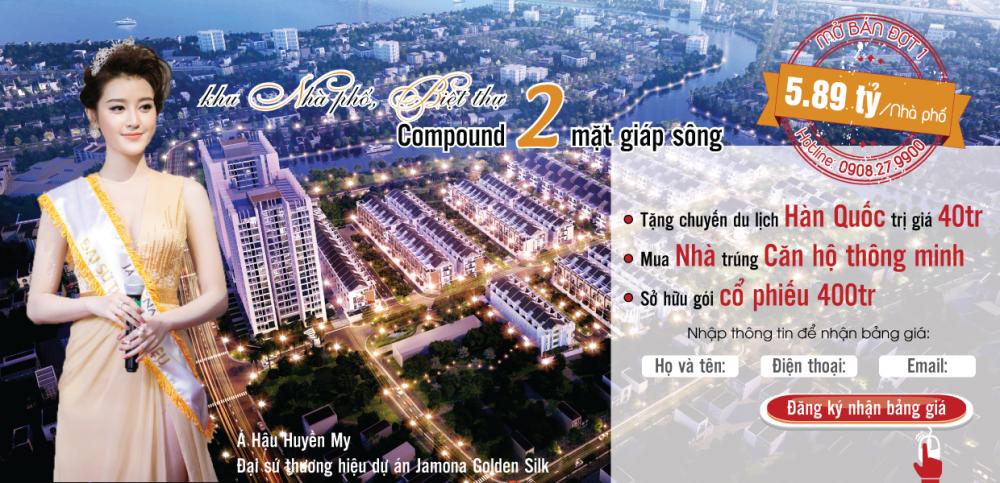 MỞ BÁN ĐỢT 1
5.89 tỷ/Nhà phố
Hotline: 0908.27.9900
khu Nhà phố, Biệt thự
Compound 2 mặt giáp sông
• Tặng chuyến du lịch Hàn Quốc trị giá 40tr
• Mua Nhà trúng Căn hộ thông minh
• Sở hữu gói cổ phiếu 400tr
Nhập thông tin để nhận bảng giá:
Họ và tên: Điện thoại: Email:
Đăng ký nhận bảng giá
ĐẠI SỨ T
JA
Á Hậu Huyền My
Đại sứ thương hiệu dự án Jamona Golden Silk